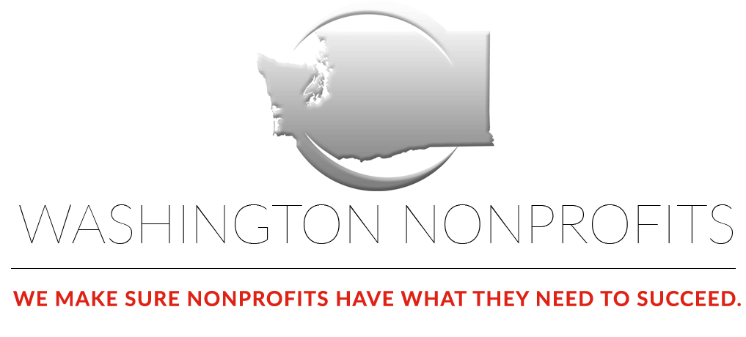 WASHINGTON NONPROFITS
WE MAKE SURE NONPROFITS HAVE WHAT THEY NEED TO SUCCEED.